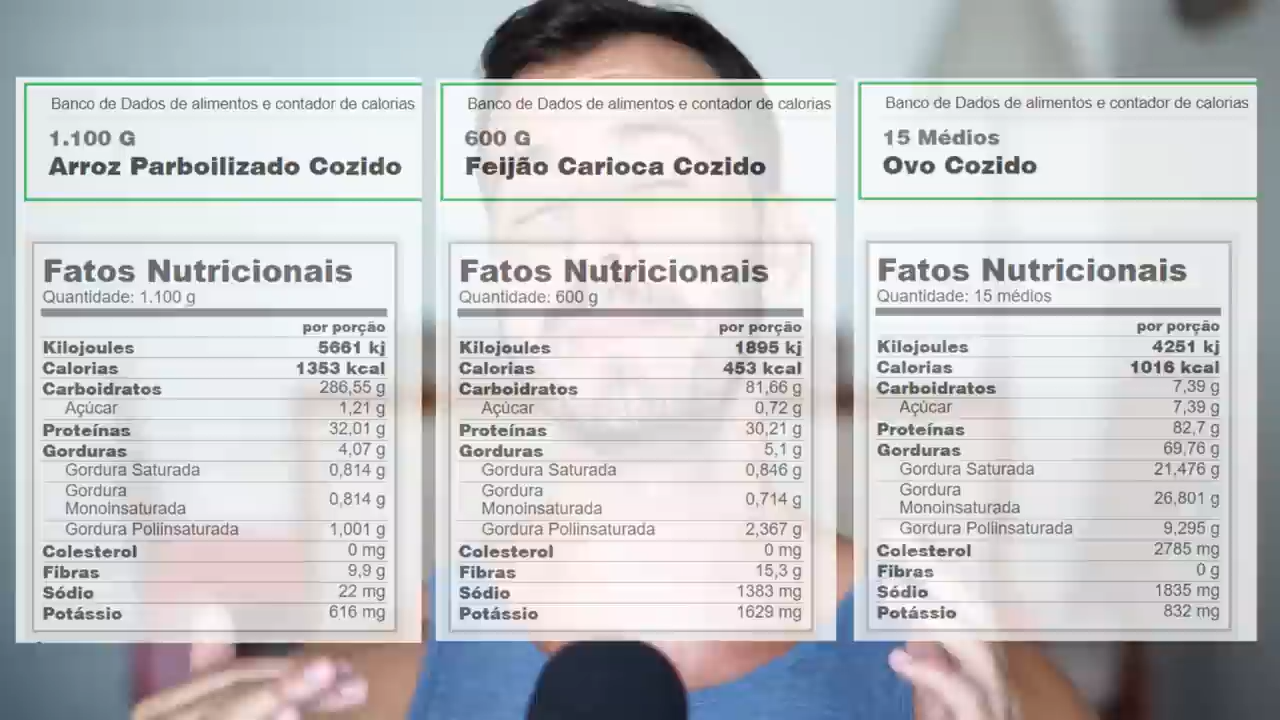 Banco de Dados de alimentos e contador de calorias
1.100 G
Arroz Parboilizado Cozido
Fatos Nutricionais
Quantidade: 1.100 g
por porção
Kilojoules 5661 kj
Calorias 1353 kcal
Carboidratos 286,55 g
Açúcar 1,21 g
Proteínas 32,01 g
Gorduras 4,07 g
Gordura Saturada 0,814 g
Gordura
Monoinsaturada 0,814 g
Gordura Poliinsaturada 1,001 g
Colesterol 0 mg
Fibras 9,9 g
Sódio 22 mg
Potássio 616 mg
Banco de Dados de alimentos e contador de calorias
600 G
Feijão Carioca Cozido
Fatos Nutricionais
Quantidade: 600 g
por porção
Kilojoules 1895 kj
Calorias 453 kcal
Carboidratos 81,66 g
Açúcar 0,72 g
Proteínas 30,21 g
Gorduras 5,1 g
Gordura Saturada 0,846 g
Gordura
Monoinsaturada 0,714 g
Gordura Poliinsaturada 2,367 g
Colesterol 0 mg
Fibras 15,3 g
Sódio 1383 mg
Potássio 1629 mg
Banco de Dados de alimentos e contador de calorias
15 Médios
Ovo Cozido
Fatos Nutricionais
Quantidade: 15 médios
por porção
Kilojoules 4251 kj
Calorias 1016 kcal
Carboidratos 7,39 g
Açúcar 7,39 g
Proteínas 82,7 g
Gorduras 69,76 g
Gordura Saturada 21,476 g
Gordura
Monoinsaturada 26,801 g
Gordura Poliinsaturada 9,295 g
Colesterol 2785 mg
Fibras 0 g
Sódio 1835 mg
Potássio 832 mg